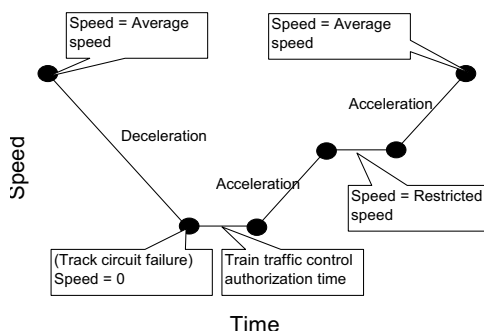 Speed = Average
speed
Speed = Average
speed
Acceleration
Deceleration
Speed
Acceleration
Speed = Restricted
speed
(Track circuit failure)
Speed = 0
Train traffic control
authorization time
Time